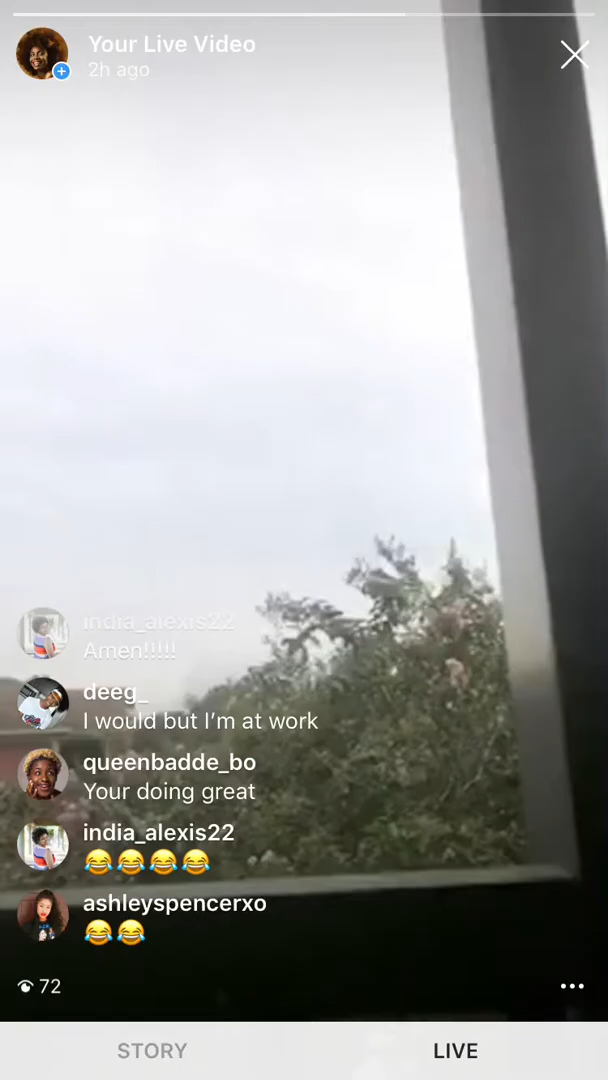 Your Live Video
2h ago
india_alexis22
Amen!!!!!
deeg_
I would but I'm at work
queenbadde_bo
Your doing great
india_alexis22
😂😂😂😂
ashleyspencerxo
😂😂
72
STORY LIVE